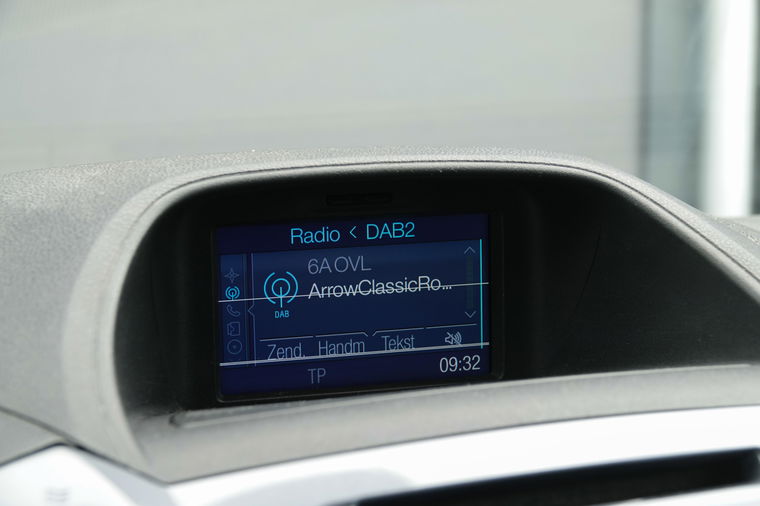 Radio < DAB2
6A OVL
ArrowClassicRo...
DAB
Zend. Handm Tekst
TP 09:32